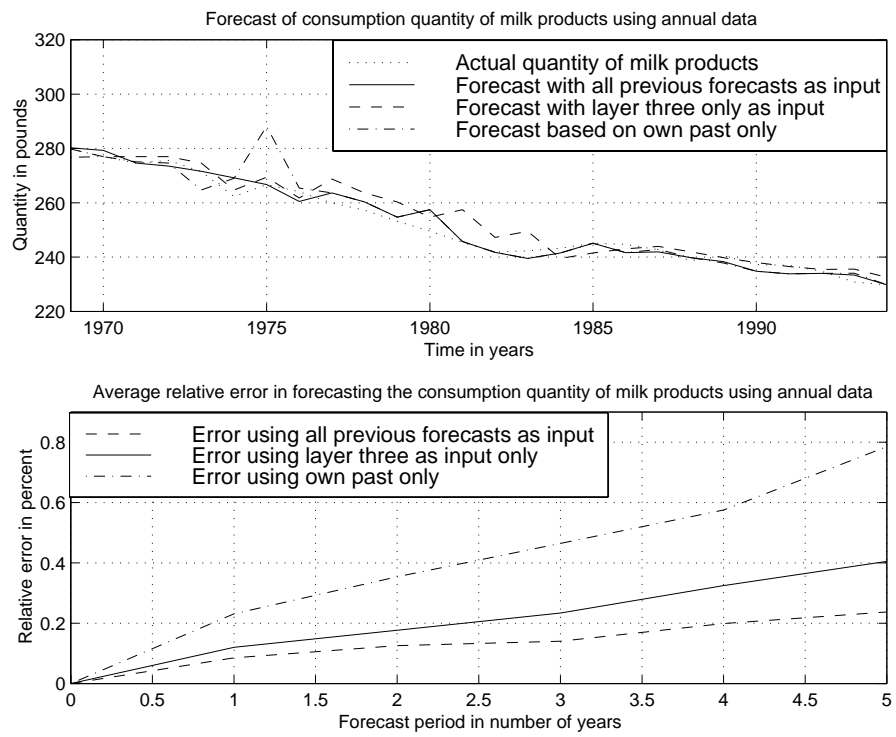 Forecast of consumption quantity of milk products using annual data
320
300
280
260
240
220
Quantity in pounds
Actual quantity of milk products
Forecast with all previous forecasts as input
Forecast with layer three only as input
Forecast based on own past only
1970 1975 1980 1985 1990
Time in years
Average relative error in forecasting the consumption quantity of milk products using annual data
0.8
0.6
0.4
0.2
0
Relative error in percent
Error using all previous forecasts as input
Error using layer three as input only
Error using own past only
0 0.5 1 1.5 2 2.5 3 3.5 4 4.5 5
Forecast period in number of years